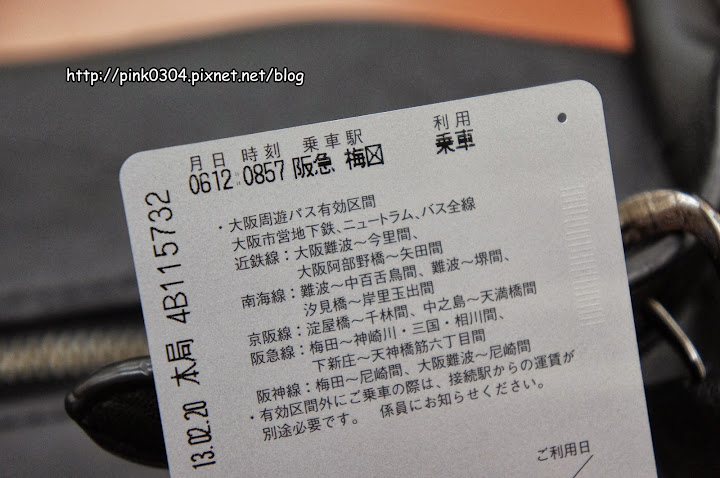 http://pink0304.pixnet.net/blog
月日 時刻 乗車駅 利用
0612 0857 阪急 梅田 乗車
・大阪周遊パス有効区間
大阪市営地下鉄、ニュートラム、バス全線
近鉄線：大阪難波～今里間、
大阪阿部野橋～矢田間
南海線：難波～中百舌鳥間、難波～堺間、
汐見橋～岸里玉出間
京阪線：淀屋橋～千林間、中之島～天満橋間
阪急線：梅田～神崎川・三国・相川間、
下新庄～天神橋筋六丁目間
阪神線：梅田～尼崎間、大阪難波～尼崎間
・有効区間外にご乗車の際は、接続駅からの運賃が
別途必要です。 係員にお知らせください。
ご利用日
13.02.20 本局 4B115732